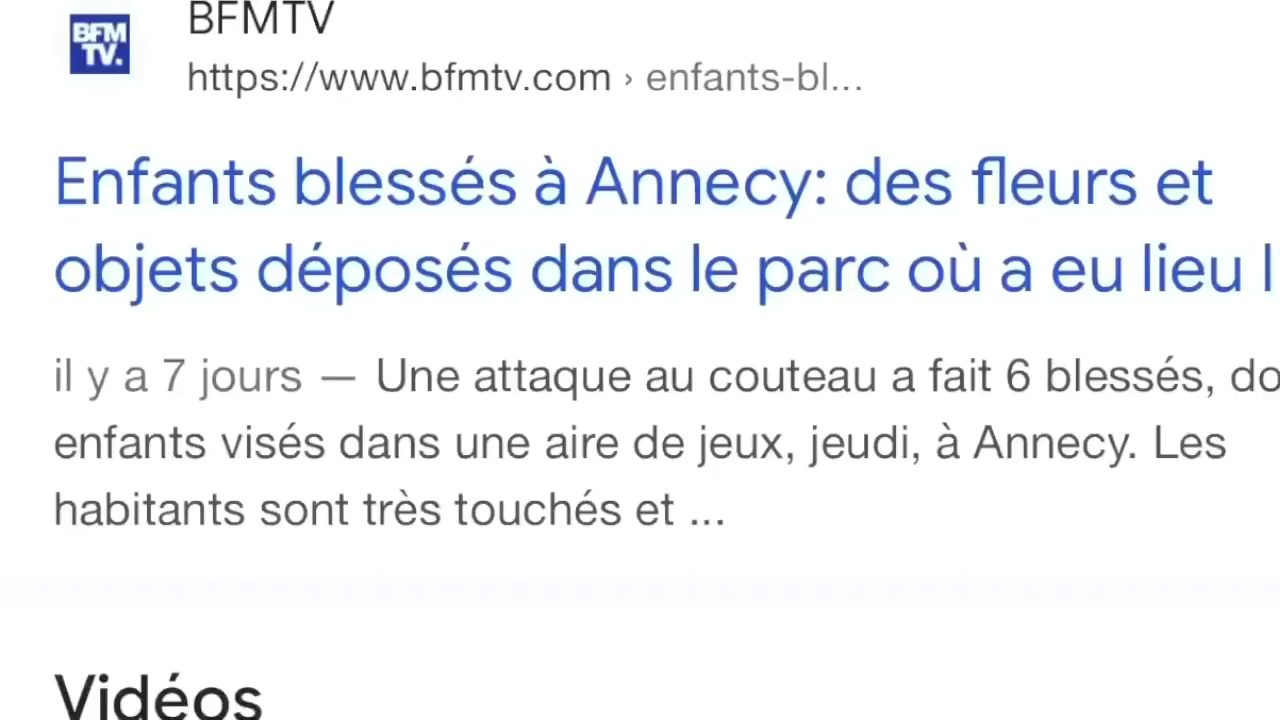 BFM
TV.
BFMTV
https://www.bfmtv.com › enfants-bl...
Enfants blessés à Annecy: des fleurs et
objets déposés dans le parc où a eu lieu l
il y a 7 jours — Une attaque au couteau a fait 6 blessés, do
enfants visés dans une aire de jeux, jeudi, à Annecy. Les
habitants sont très touchés et ...
Vidéos